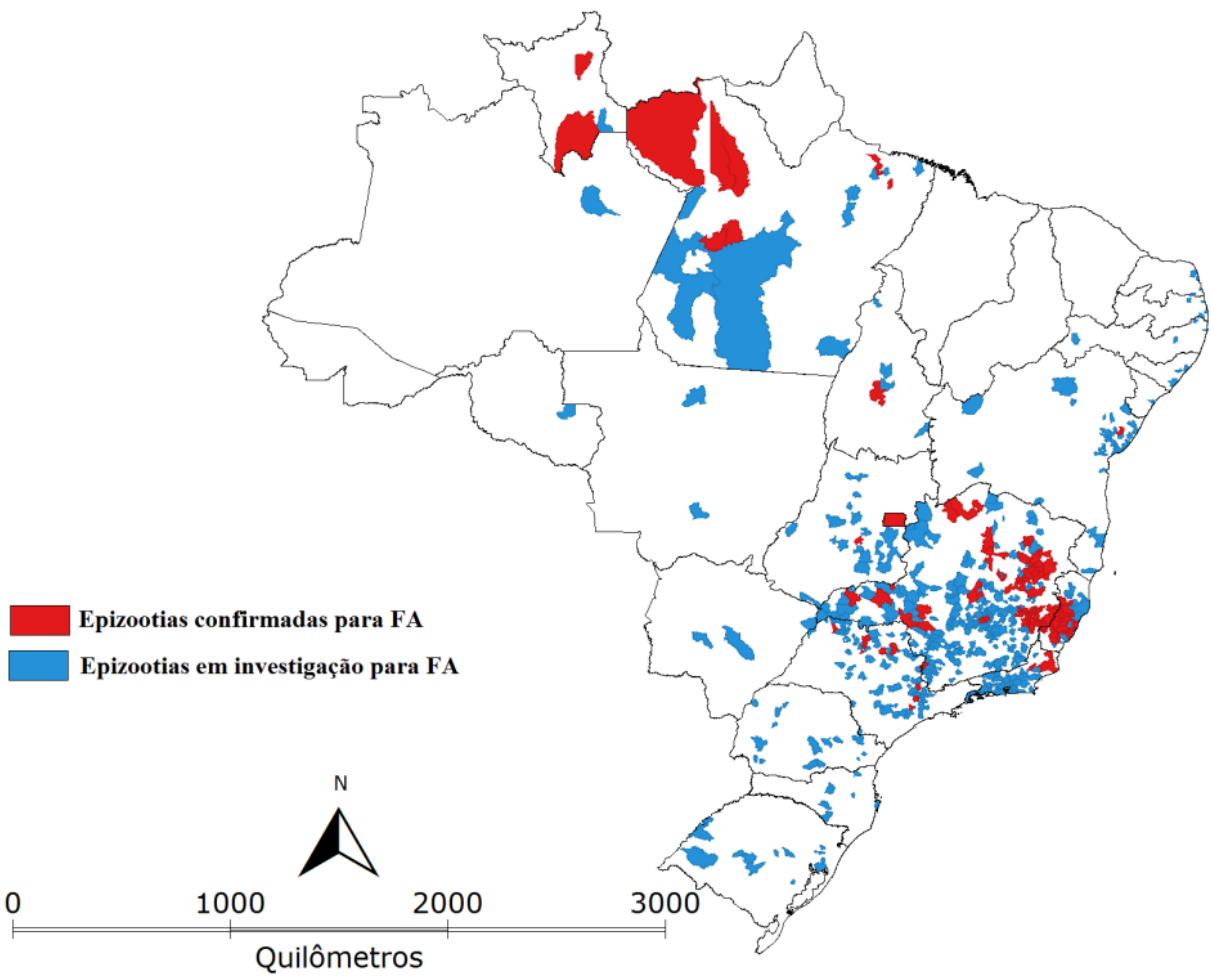 Epizootias confirmadas para FA
Epizootias em investigação para FA
N
0 1000 2000 3000
Quilômetros